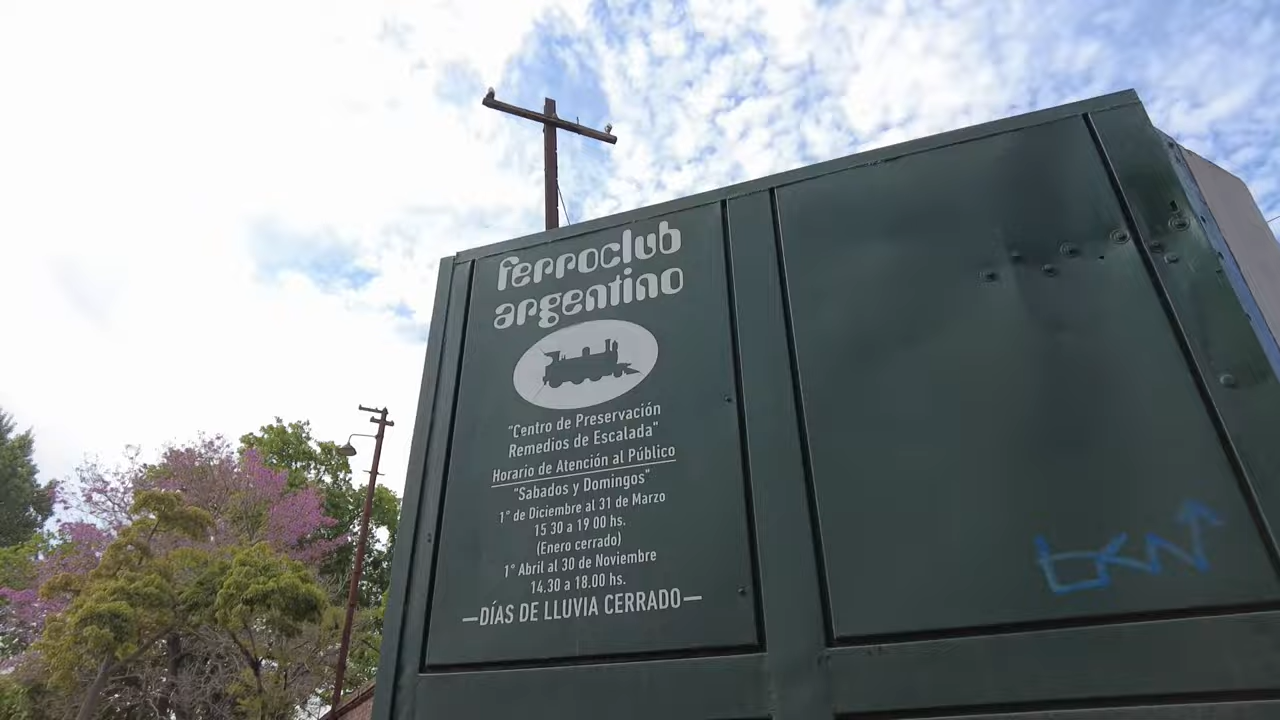 ferroclub
argentino
"Centro de Preservación
Remedios de Escalada"
Horario de Atención al Público
"Sabados y Domingos"
1° de Diciembre al 31 de Marzo
15 30 a 19 00 hs.
(Enero cerrado)
1° Abril al 30 de Noviembre
14.30 a 18.00 hs.
—DÍAS DE LLUVIA CERRADO—